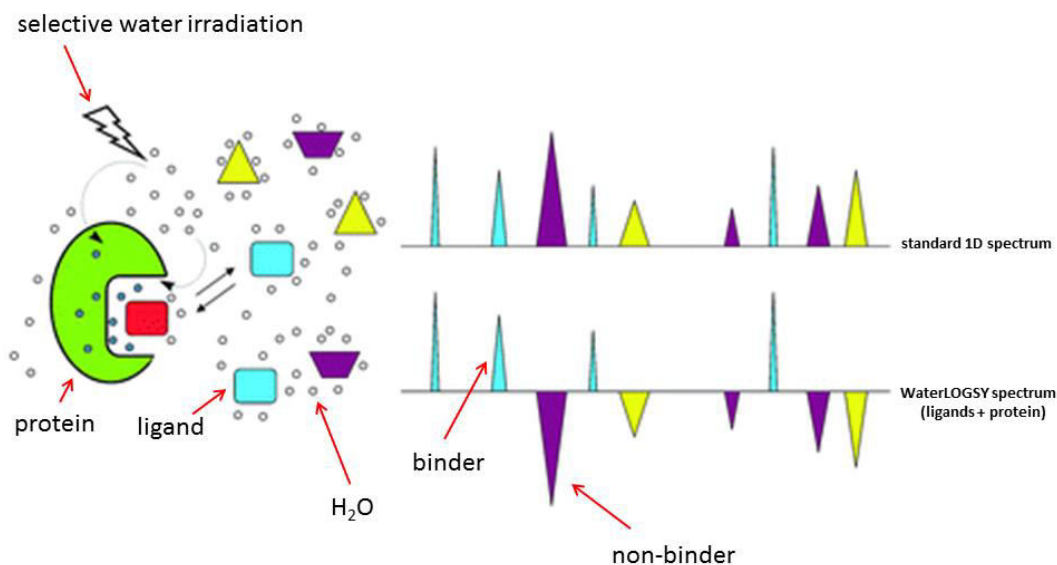 selective water irradiation
standard 1D spectrum
WaterLOGSY spectrum
(ligands + protein)
protein
ligand
binder
H₂O
non-binder